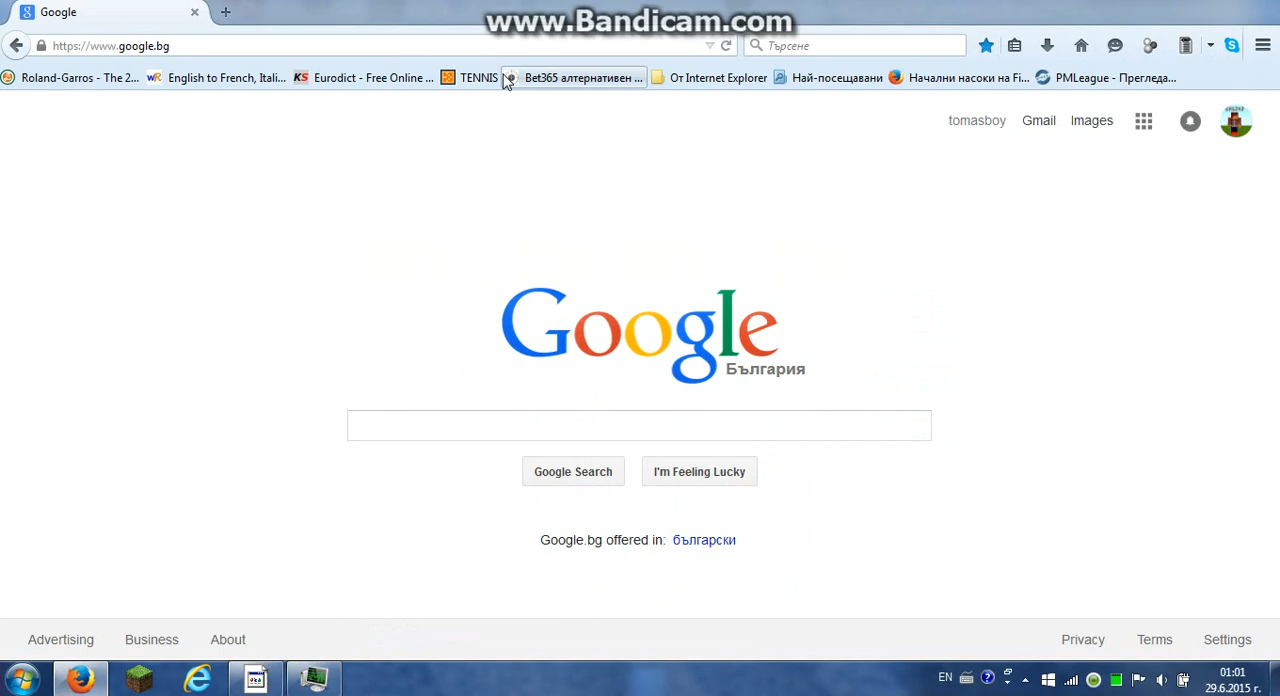 Google
www.Bandicam.com
https://www.google.bg
Търсене
Roland-Garros - The 2...
English to French, Itali...
Eurodict - Free Online ...
TENNIS
Bet365 алтернативен ...
От Internet Explorer
Най-посещавани
Начални насоки на Fi...
PMLeague - Прегледа...
tomasboy
Gmail
Images
Google
България
Google Search
I'm Feeling Lucky
Google.bg offered in: български
Advertising
Business
About
Privacy
Terms
Settings
EN
01:01
29.6.2015 г.